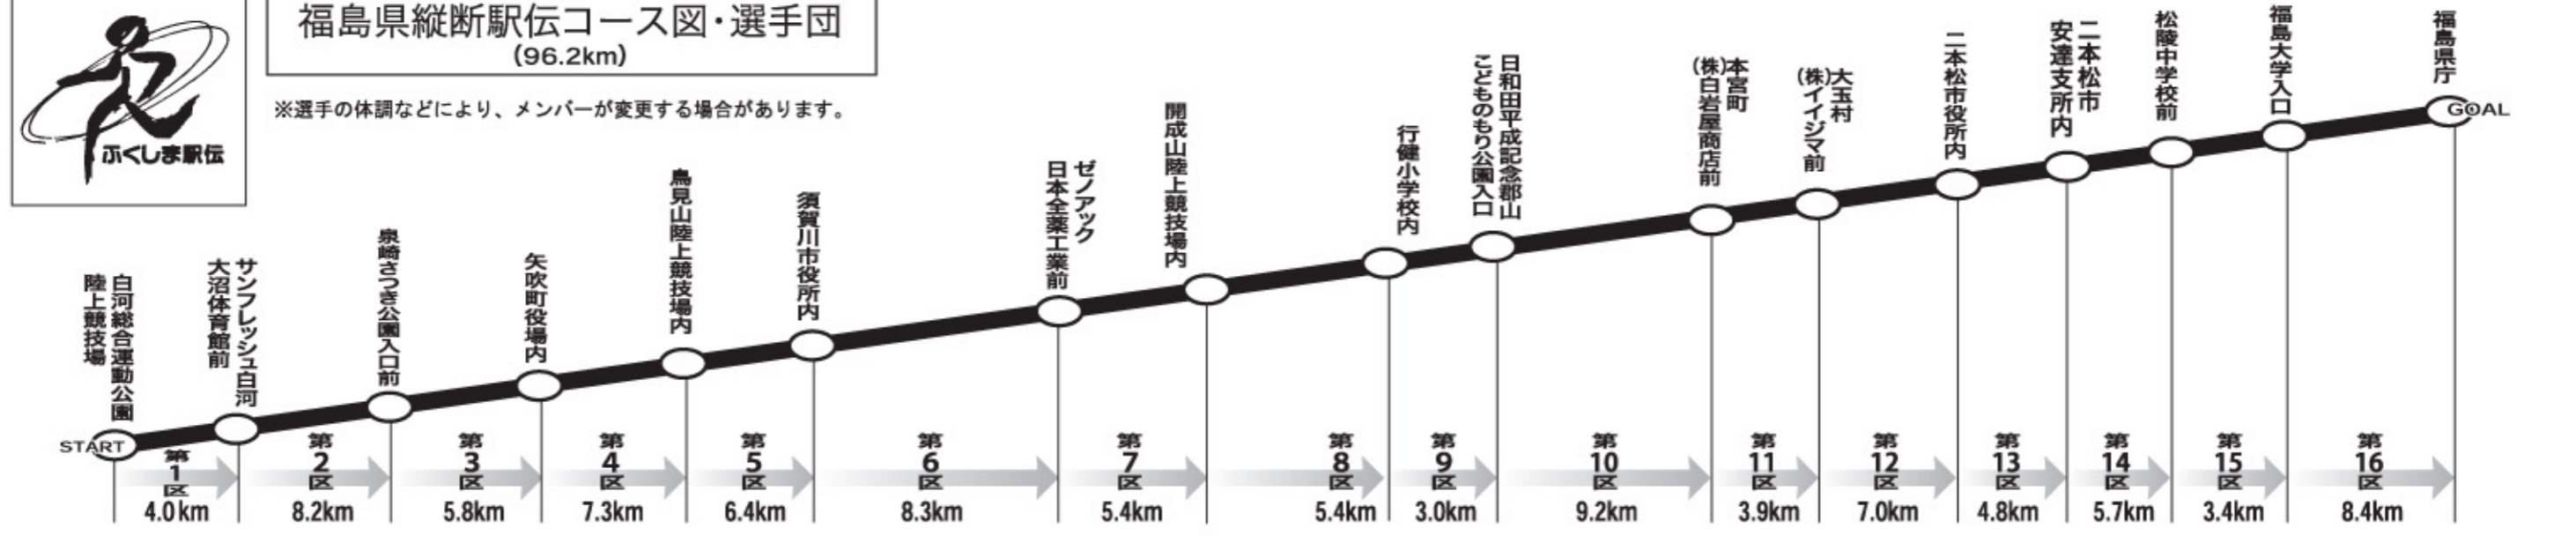 ふくしま駅伝
福島県縦断駅伝コース図・選手団
(96.2km)
※選手の体調などにより、メンバーが変更する場合があります。
START
白河総合運動公園
陸上競技場
サンフレッシュ白河
大沼体育館前
泉崎さつき公園入口前
矢吹町役場内
鳥見山陸上競技場内
須賀川市役所内
ゼノアック
日本全薬工業前
開成山陸上競技場内
行健小学校内
日和田平成記念郡山
こどものもり公園入口
本宮町
(株)白岩屋商店前
大玉村
(株)イイジマ前
二本松市役所内
二本松市
安達支所内
松陵中学校前
福島大学入口
福島県庁
GOAL
第1区
4.0km
第2区
8.2km
第3区
5.8km
第4区
7.3km
第5区
6.4km
第6区
8.3km
第7区
5.4km
第8区
5.4km
第9区
3.0km
第10区
9.2km
第11区
3.9km
第12区
7.0km
第13区
4.8km
第14区
5.7km
第15区
3.4km
第16区
8.4km